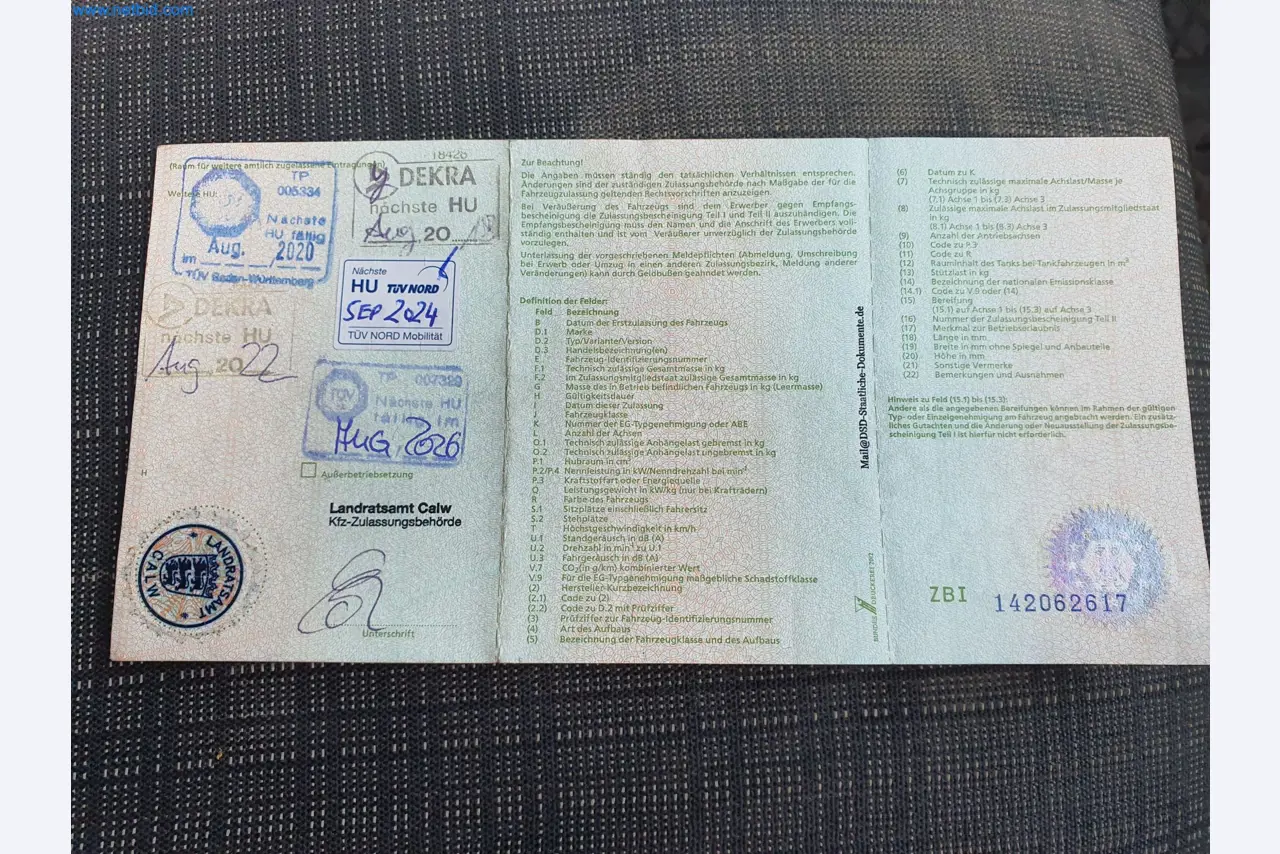 www.netbid.com
(Raum für weitere amtlich zugelassene Eintragungen)
Weitere HU:
TP
005334
Nächste
HU fällig
im Aug. 2020
TÜV Baden-Württemberg
18426
DEKRA
nächste HU
Aug. 20
Nächste
HU TÜV NORD
SEP 2024
TÜV NORD Mobilität
DEKRA
nächste HU
Aug. 2022
TÜV
TP 007329
Nächste HU
fällig im
AUG. 2026
H
Außerbetriebsetzung
Landratsamt Calw
Kfz-Zulassungsbehörde
LANDRATSAMT
CALW
Unterschrift
Zur Beachtung!
Die Angaben müssen ständig den tatsächlichen Verhältnissen entsprechen.
Änderungen sind der zuständigen Zulassungsbehörde nach Maßgabe der für die
Fahrzeugzulassung geltenden Rechtsvorschriften anzuzeigen.
Bei Veräußerung des Fahrzeugs sind dem Erwerber gegen Empfangs-
bescheinigung die Zulassungsbescheinigung Teil I und Teil II auszuhändigen. Die
Empfangsbescheinigung muss den Namen und die Anschrift des Erwerbers voll-
ständig enthalten und ist vom Veräußerer unverzüglich der Zulassungsbehörde
vorzulegen.
Unterlassung der vorgeschriebenen Meldepflichten (Abmeldung, Umschreibung
bei Erwerb oder Umzug in einen anderen Zulassungsbezirk, Meldung anderer
Veränderungen) kann durch Geldbußen geahndet werden.
Definition der Felder:
Feld Bezeichnung
B Datum der Erstzulassung des Fahrzeugs
D.1 Marke
D.2 Typ/Variante/Version
D.3 Handelsbezeichnung(en)
E Fahrzeug-Identifizierungsnummer
F.1 Technisch zulässige Gesamtmasse in kg
F.2 Im Zulassungsmitgliedstaat zulässige Gesamtmasse in kg
G Masse des in Betrieb befindlichen Fahrzeugs in kg (Leermasse)
H Gültigkeitsdauer
I Datum dieser Zulassung
J Fahrzeugklasse
K Nummer der EG-Typgenehmigung oder ABE
L Anzahl der Achsen
O.1 Technisch zulässige Anhängelast gebremst in kg
O.2 Technisch zulässige Anhängelast ungebremst in kg
P.1 Hubraum in cm³
P.2/P.4 Nennleistung in kW/Nenndrehzahl bei min⁻¹
P.3 Kraftstoffart oder Energiequelle
Q Leistungsgewicht in kW/kg (nur bei Krafträdern)
R Farbe des Fahrzeugs
S.1 Sitzplätze einschließlich Fahrersitz
S.2 Stehplätze
T Höchstgeschwindigkeit in km/h
U.1 Standgeräusch in dB (A)
U.2 Drehzahl in min⁻¹ zu U.1
U.3 Fahrgeräusch in dB (A)
V.7 CO₂ (in g/km) kombinierter Wert
V.9 Für die EG-Typgenehmigung maßgebliche Schadstoffklasse
(2) Hersteller-Kurzbezeichnung
(2.1) Code zu (2)
(2.2) Code zu D.2 mit Prüfziffer
(3) Prüfziffer zur Fahrzeug-Identifizierungsnummer
(4) Art des Aufbaus
(5) Bezeichnung der Fahrzeugklasse und des Aufbaus
Mail@DSD-Staatliche-Dokumente.de
(6) Datum zu K
(7) Technisch zulässige maximale Achslast/Masse je
Achsgruppe in kg
(7.1) Achse 1 bis (7.3) Achse 3
(8) Zulässige maximale Achslast im Zulassungsmitgliedstaat
in kg
(8.1) Achse 1 bis (8.3) Achse 3
(9) Anzahl der Antriebsachsen
(10) Code zu P.3
(11) Code zu R
(12) Rauminhalt des Tanks bei Tankfahrzeugen in m³
(13) Stützlast in kg
(14) Bezeichnung der nationalen Emissionsklasse
(14.1) Code zu V.9 oder (14)
(15) Bereifung
(15.1) auf Achse 1 bis (15.3) auf Achse 3
(16) Nummer der Zulassungsbescheinigung Teil II
(17) Merkmal zur Betriebserlaubnis
(18) Länge in mm
(19) Breite in mm ohne Spiegel und Anbauteile
(20) Höhe in mm
(21) Sonstige Vermerke
(22) Bemerkungen und Ausnahmen
Hinweis zu Feld (15.1) bis (15.3):
Andere als die angegebenen Bereifungen können im Rahmen der gültigen
Typ- oder Einzelgenehmigung am Fahrzeug angebracht werden. Ein zusätz-
liches Gutachten und die Änderung oder Neuausstellung der Zulassungsbe-
scheinigung Teil I ist hierfür nicht erforderlich.
ZBI 142062617